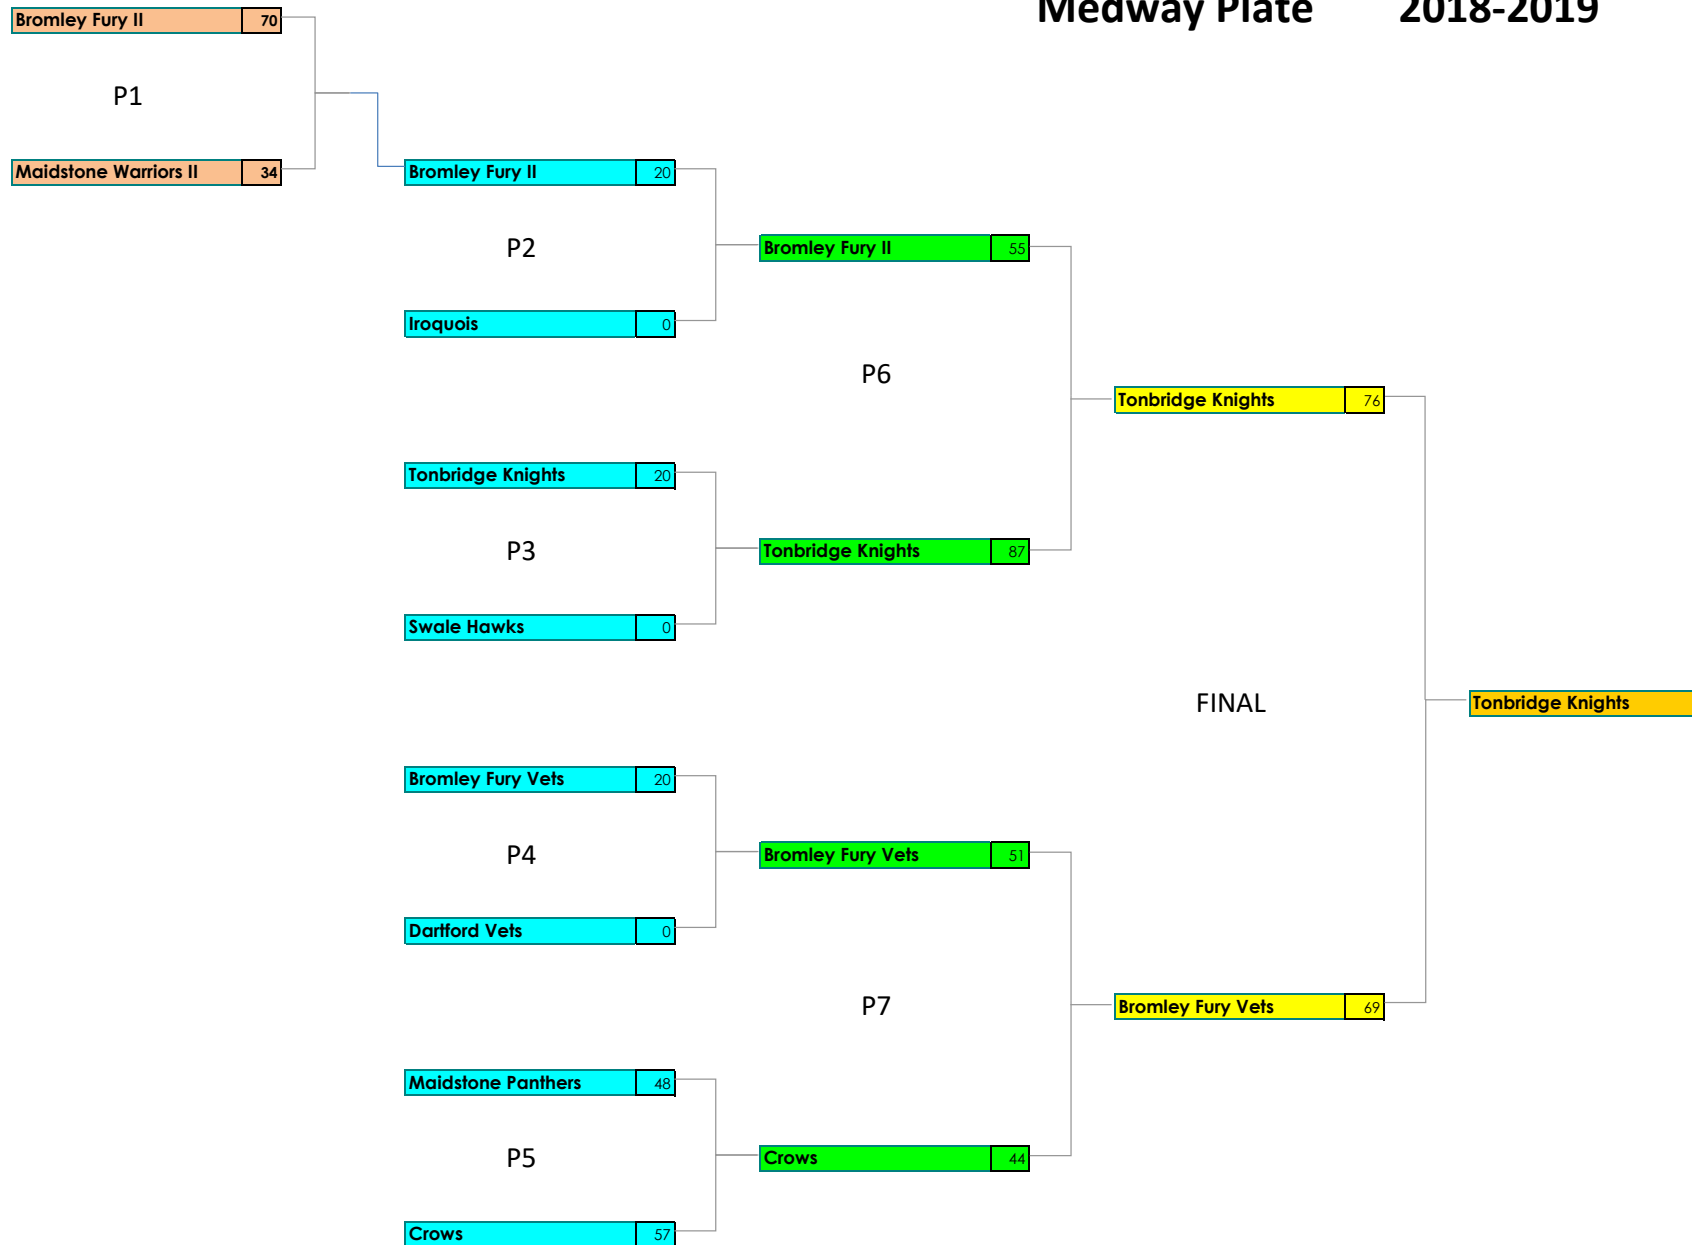 Medway Plate 2018-2019
Bromley Fury II 70
P1
Maidstone Warriors II 34
Bromley Fury II 20
P2
Iroquois 0
Tonbridge Knights 20
P3
Swale Hawks 0
Bromley Fury Vets 20
P4
Dartford Vets 0
Maidstone Panthers 48
P5
Crows 57
Bromley Fury II 55
P6
Tonbridge Knights 87
Bromley Fury Vets 51
P7
Crows 44
Tonbridge Knights 76
FINAL
Bromley Fury Vets 69
Tonbridge Knights